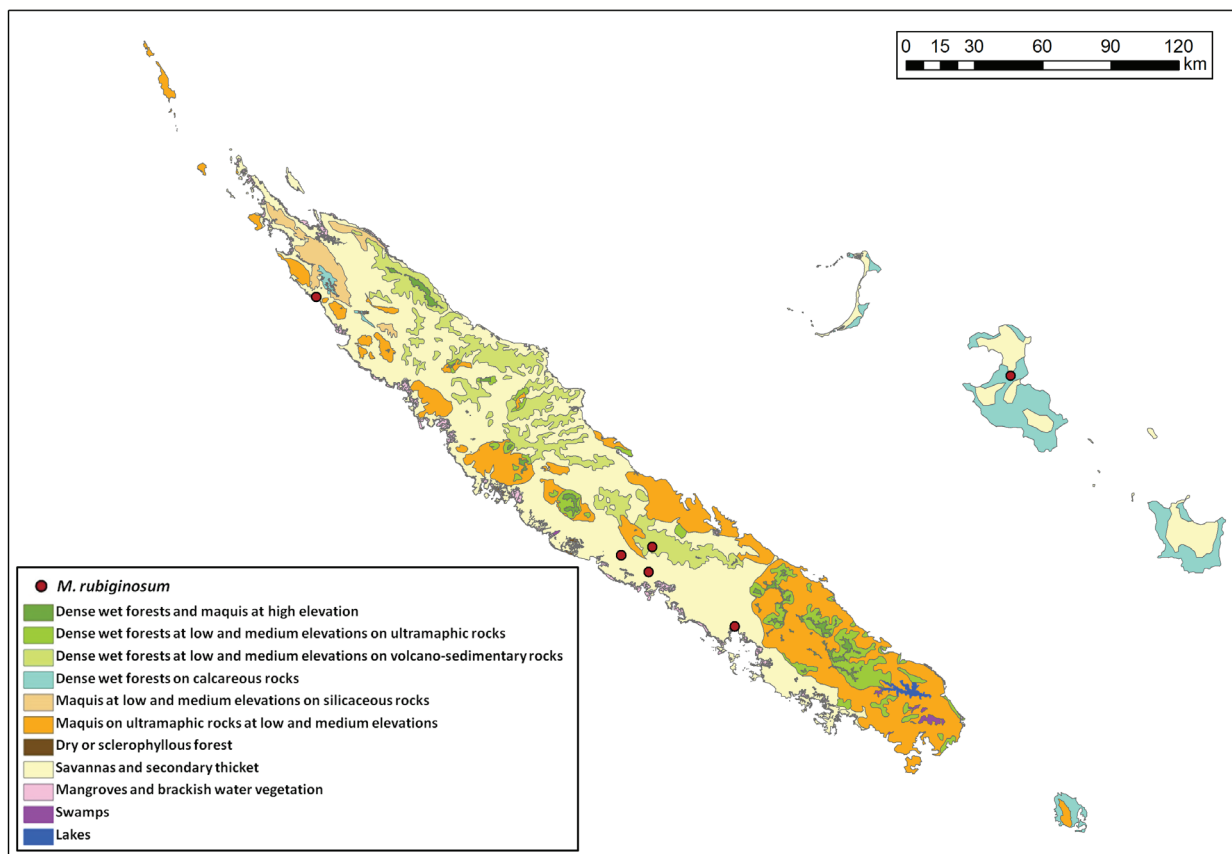 0 15 30 60 90 120
km
M. rubiginosum
Dense wet forests and maquis at high elevation
Dense wet forests at low and medium elevations on ultramaphic rocks
Dense wet forests at low and medium elevations on volcano-sedimentary rocks
Dense wet forests on calcareous rocks
Maquis at low and medium elevations on silicaceous rocks
Maquis on ultramaphic rocks at low and medium elevations
Dry or sclerophyllous forest
Savannas and secondary thicket
Mangroves and brackish water vegetation
Swamps
Lakes